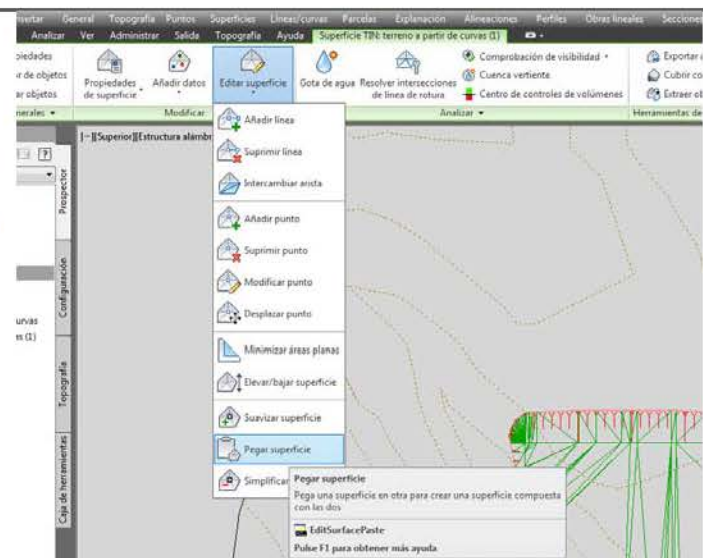 nsertar General Topografía Puntos Superficies Líneas/curvas Parcelas Explanación Alineaciones Perfiles Obras lineales Secciones
Analizar Ver Administrar Salida Topografía Ayuda Superficie TIN: terreno a partir de curvas (1)
piedades
r de objetos
ar objetos
nerales
Propiedades de superficie
Añadir datos
Editar superficie
Modificar
Gota de agua
Resolver intersecciones de línea de rotura
Comprobación de visibilidad
Cuenca vertiente
Centro de controles de volúmenes
Analizar
Exportar a
Cubrir co
Extraer ob
Herramientas de
[-][Superior][Estructura alámbr
Prospector
Configuración
Topografía
Caja de herramientas
urvas
es (1)
Añadir línea
Suprimir línea
Intercambiar arista
Añadir punto
Suprimir punto
Modificar punto
Desplazar punto
Minimizar áreas planas
Elevar/bajar superficie
Suavizar superficie
Pegar superficie
Simplificar
Pegar superficie
Pega una superficie en otra para crear una superficie compuesta
con las dos
EditSurfacePaste
Pulse F1 para obtener más ayuda